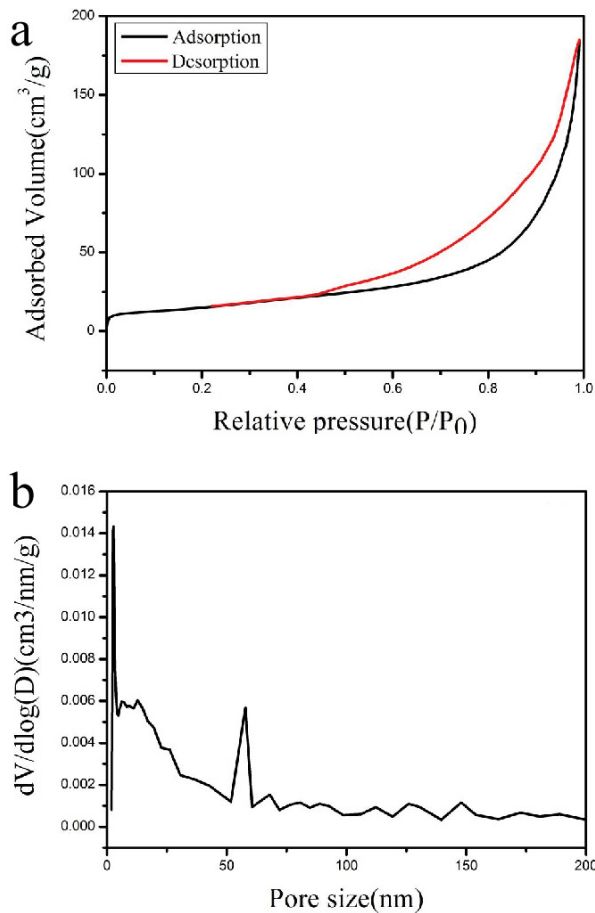 a
200
150
100
50
0
Adsorption
Desorption
Adsorbed Volume(cm³/g)
0.0 0.2 0.4 0.6 0.8 1.0
Relative pressure(P/P₀)
b
0.016
0.014
0.012
0.010
0.008
0.006
0.004
0.002
0.000
dV/dlog(D)(cm3/nm/g)
0 50 100 150 200
Pore size(nm)